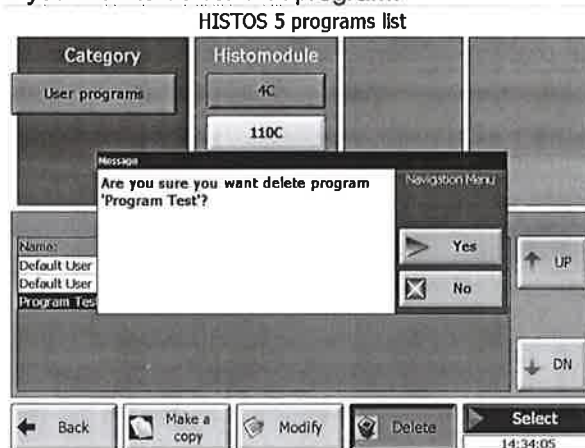 HISTOS 5 programs list
Category
Histomodule
User programs
4C
110C
Message
Are you sure you want delete program
'Program Test'?
Navigation Menu
Yes
No
Name:
Default User
Default User
Program Tes
UP
DN
Back
Make a
copy
Modify
Delete
Select
14:34:05